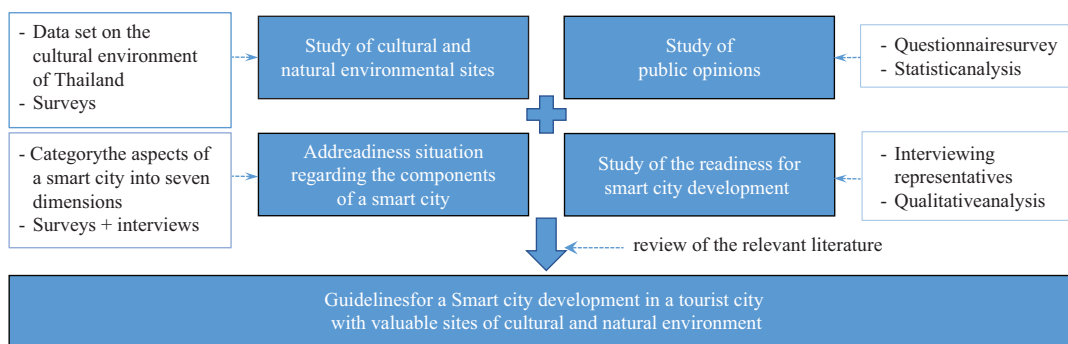 - Data set on the
cultural environment
of Thailand
- Surveys
Study of cultural and
natural environmental sites
Study of
public opinions
- Questionnairesurvey
- Statisticanalysis
- Categorythe aspects of
a smart city into seven
dimensions
- Surveys + interviews
Addreadiness situation
regarding the components
of a smart city
Study of the readiness for
smart city development
- Interviewing
representatives
- Qualitativeanalysis
review of the relevant literature
Guidelinesfor a Smart city development in a tourist city
with valuable sites of cultural and natural environment